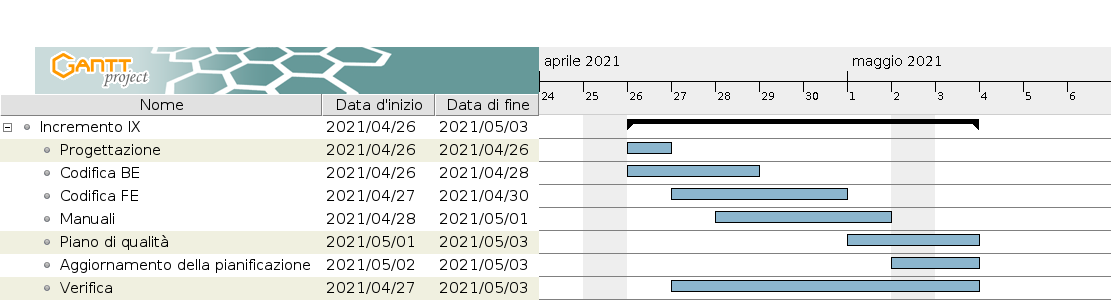 GANTT
project
aprile 2021 maggio 2021
24 25 26 27 28 29 30 1 2 3 4 5 6
Nome Data d'inizio Data di fine
Incremento IX 2021/04/26 2021/05/03
Progettazione 2021/04/26 2021/04/26
Codifica BE 2021/04/26 2021/04/28
Codifica FE 2021/04/27 2021/04/30
Manuali 2021/04/28 2021/05/01
Piano di qualità 2021/05/01 2021/05/03
Aggiornamento della pianificazione 2021/05/02 2021/05/03
Verifica 2021/04/27 2021/05/03